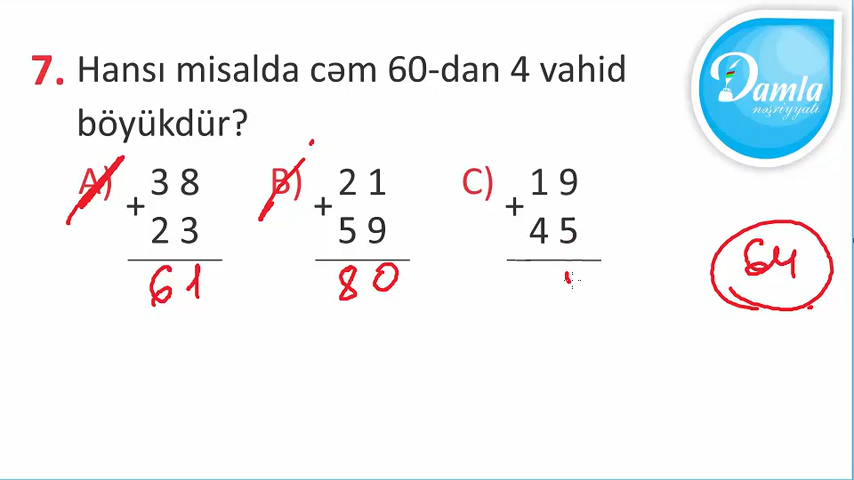 7. Hansı misalda cəm 60-dan 4 vahid
böyükdür?
A) 38 B) 21 C) 19
+ + +
23 59 45
61 80
64
Damla
nəşriyyatı